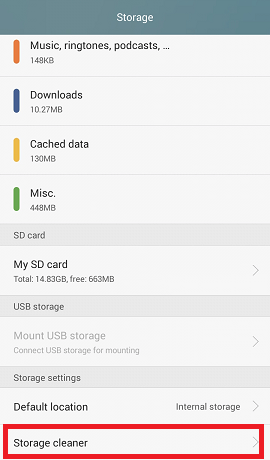 Storage
Music, ringtones, podcasts, ...
148KB
Downloads
10.27MB
Cached data
130MB
Misc.
448MB
SD card
My SD card
Total: 14.83GB, free: 663MB
USB storage
Mount USB storage
Connect USB storage for mounting
Storage settings
Default location Internal storage
Storage cleaner